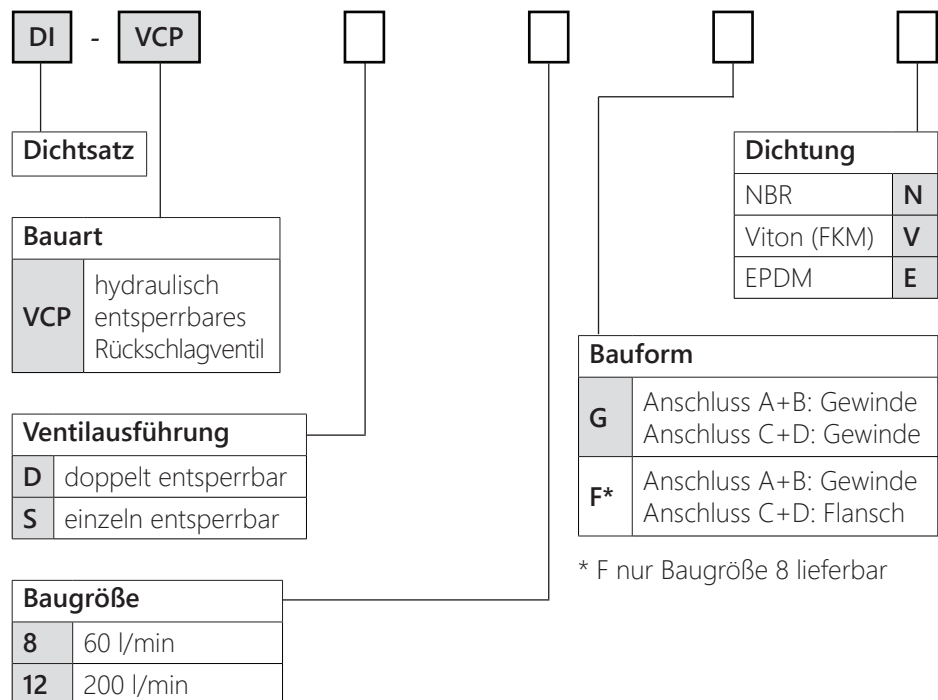 DI - VCP
Dichtsatz
Bauart
VCP
hydraulisch
entsperrbares
Rückschlagventil
Ventilausführung
D doppelt entsperrbar
S einzeln entsperrbar
Baugröße
8 60 l/min
12 200 l/min
Dichtung
NBR N
Viton (FKM) V
EPDM E
Bauform
G
Anschluss A+B: Gewinde
Anschluss C+D: Gewinde
F*
Anschluss A+B: Gewinde
Anschluss C+D: Flansch
* F nur Baugröße 8 lieferbar